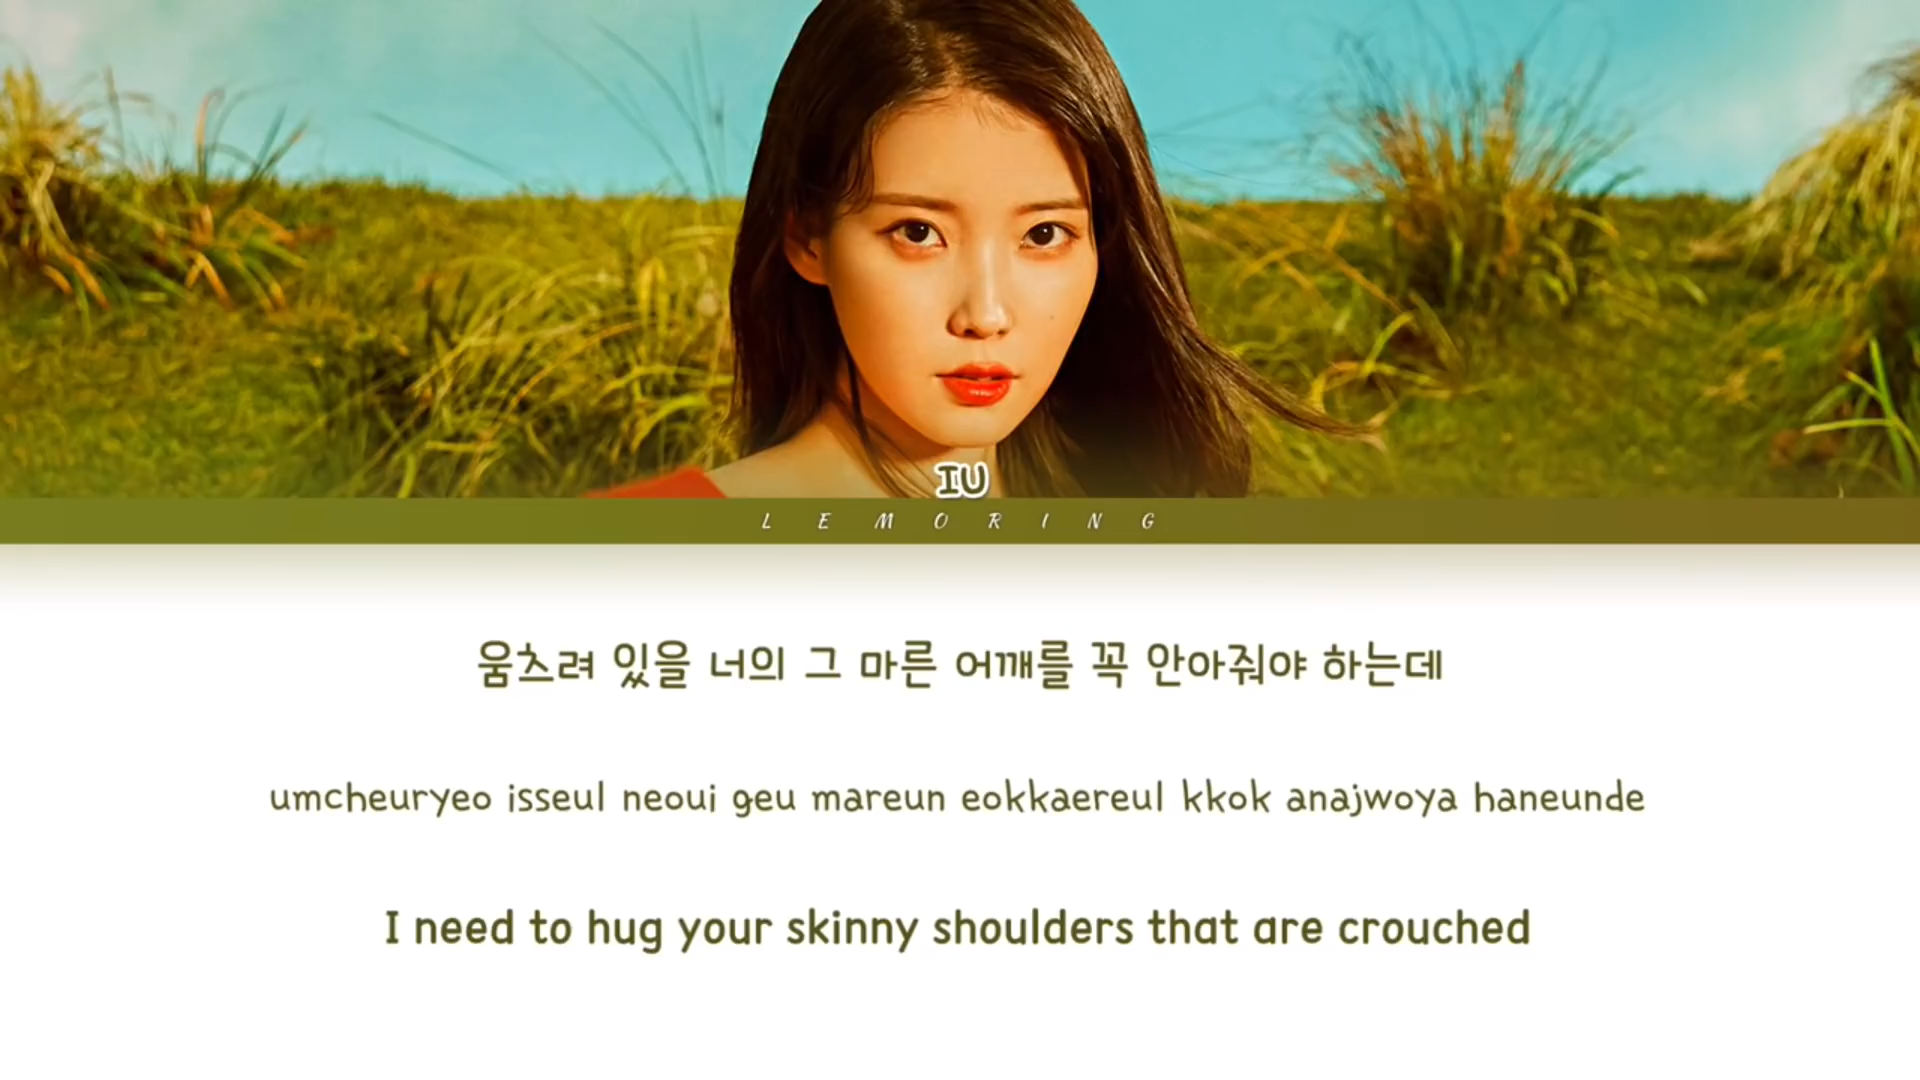 IU
LEMORING
움츠려 있을 너의 그 마른 어깨를 꼭 안아줘야 하는데
umcheuryeo isseul neoui geu mareun eokkaereul kkok anajwoya haneunde
I need to hug your skinny shoulders that are crouched